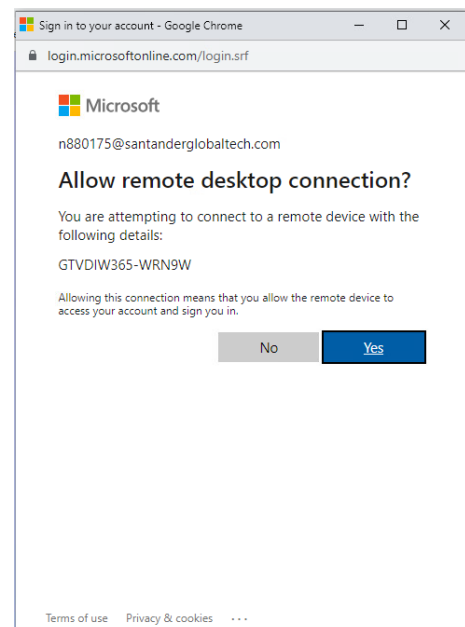 Sign in to your account - Google Chrome
login.microsoftonline.com/login.srf
Microsoft
n880175@santanderglobaltech.com
Allow remote desktop connection?
You are attempting to connect to a remote device with the
following details:
GTVDIW365-WRN9W
Allowing this connection means that you allow the remote device to
access your account and sign you in.
No
Yes
Terms of use Privacy & cookies ...